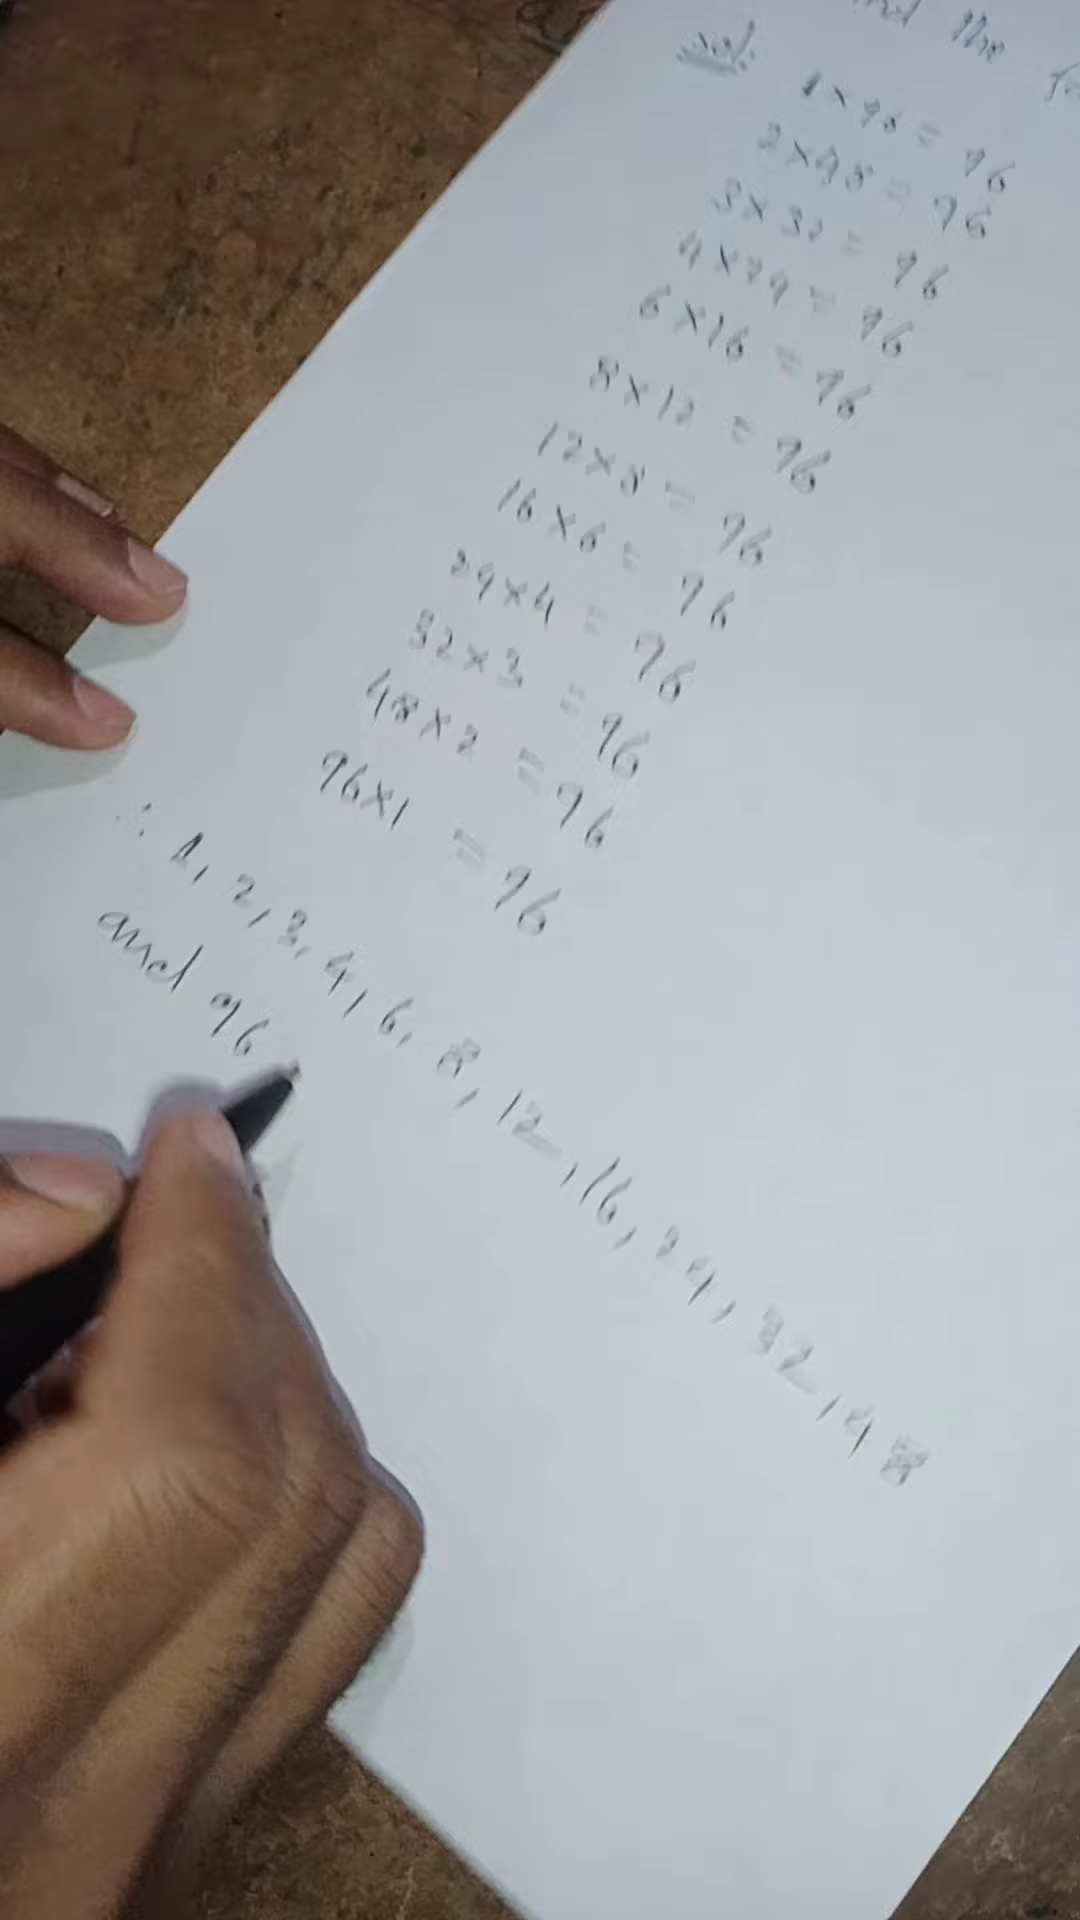 the
sol:
1 × 96 = 96
2 × 48 = 96
3 × 32 = 96
4 × 24 = 96
6 × 16 = 96
8 × 12 = 96
12 × 8 = 96
16 × 6 = 96
24 × 4 = 96
32 × 3 = 96
48 × 2 = 96
96 × 1 = 96
∴ 1, 2, 3, 4, 6, 8, 12, 16, 24, 32, 48
and 96